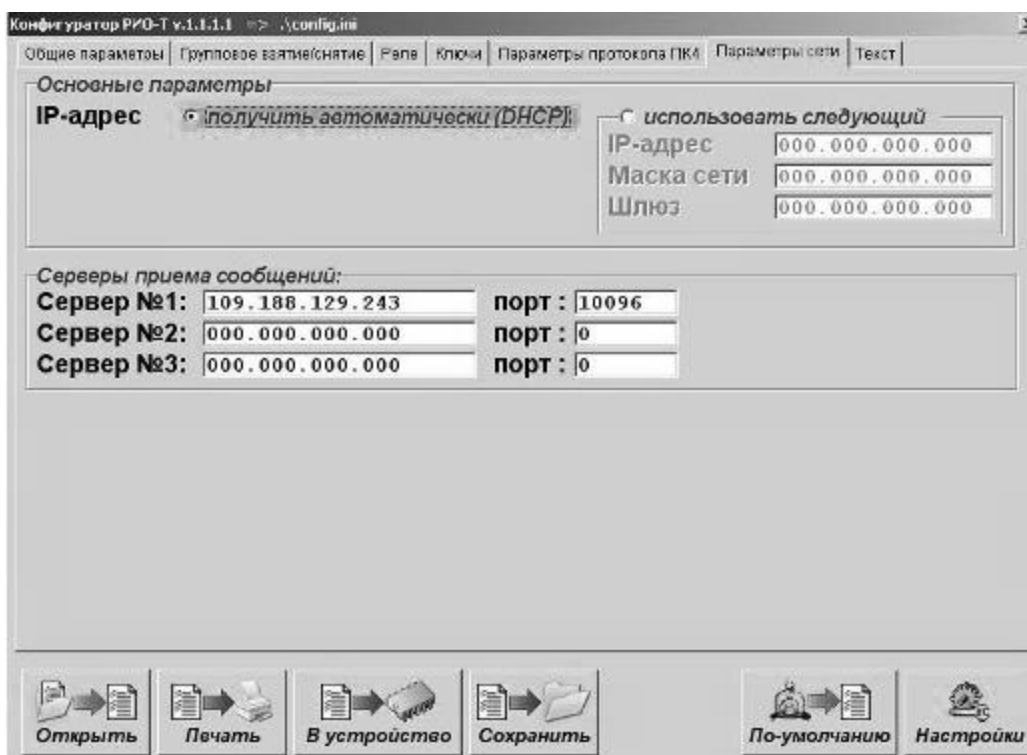 Конфигуратор РИО-Т v.1.1.1.1 => .\config.ini
Общие параметры Групповое взятие/снятие Реле Ключи Параметры протокола ПК4 Параметры сети Текст
Основные параметры
IP-адрес получить автоматически (DHCP) использовать следующий
IP-адрес 000.000.000.000
Маска сети 000.000.000.000
Шлюз 000.000.000.000
Серверы приема сообщений:
Сервер №1: 109.188.129.243 порт : 10096
Сервер №2: 000.000.000.000 порт : 0
Сервер №3: 000.000.000.000 порт : 0
Открыть Печать В устройство Сохранить По-умолчанию Настройки